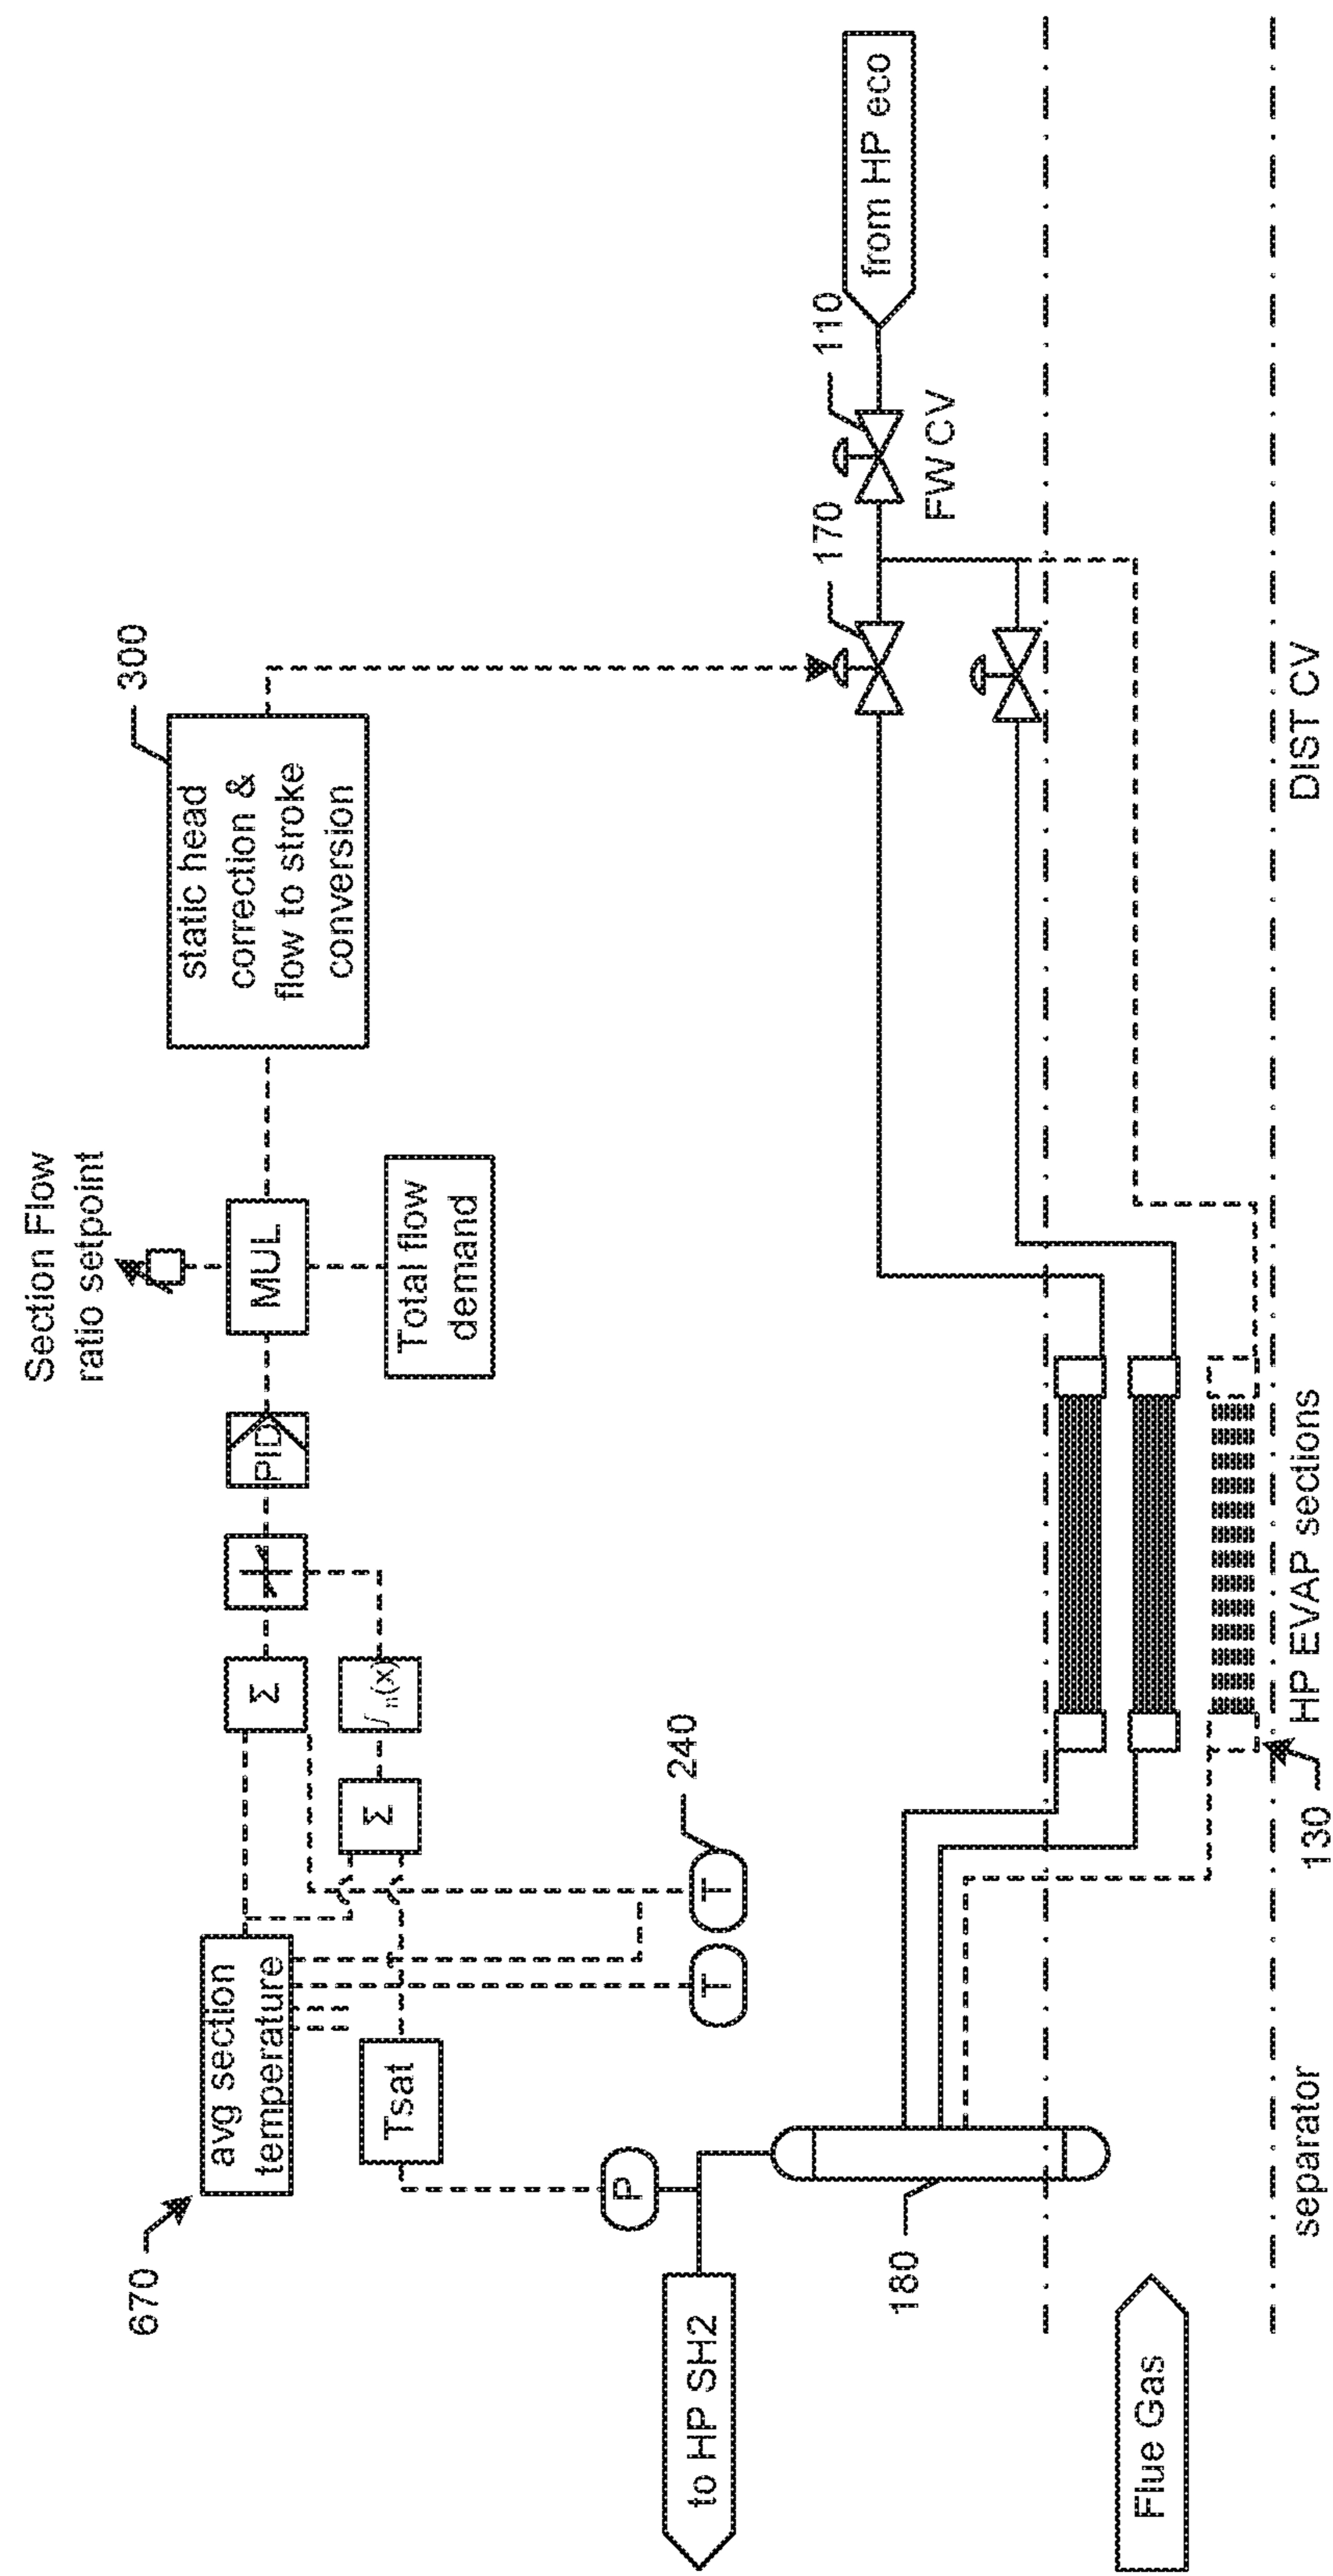 Section Flow
ratio setpoint
300
static head
correction &
flow to stroke
conversion
MUL
PID
Total flow
demand
Σ
Σ
∫n(x)
670
avg section
temperature
Tsat
240
T
T
P
to HP SH2
180
170
110
FW CV
from HP eco
Flue Gas
separator
130
HP EVAP sections
DIST CV